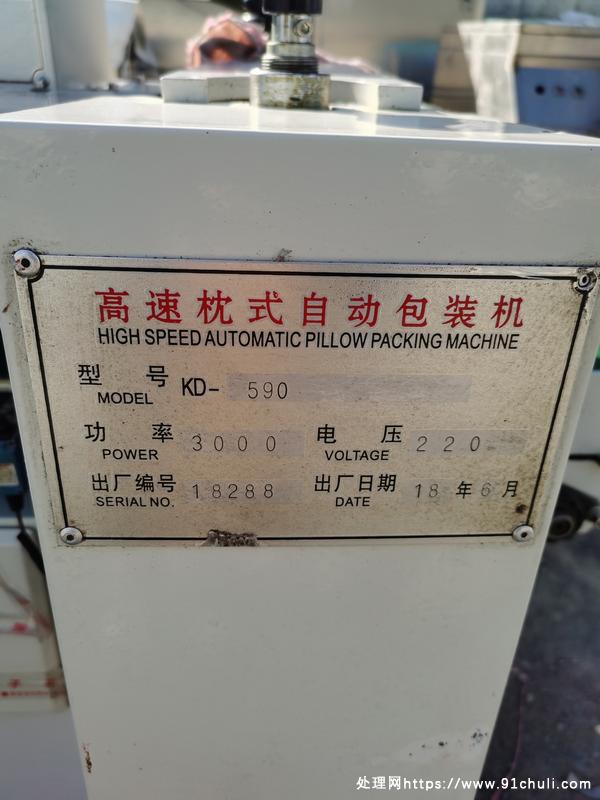 高速枕式自动包装机
HIGH SPEED AUTOMATIC PILLOW PACKING MACHINE
型 号 KD- 590
MODEL
功 率 3000 电 压 220
POWER VOLTAGE
出厂编号 18288 出厂日期 18 年 6 月
SERIAL NO. DATE
处理网https://www.91chuli.com